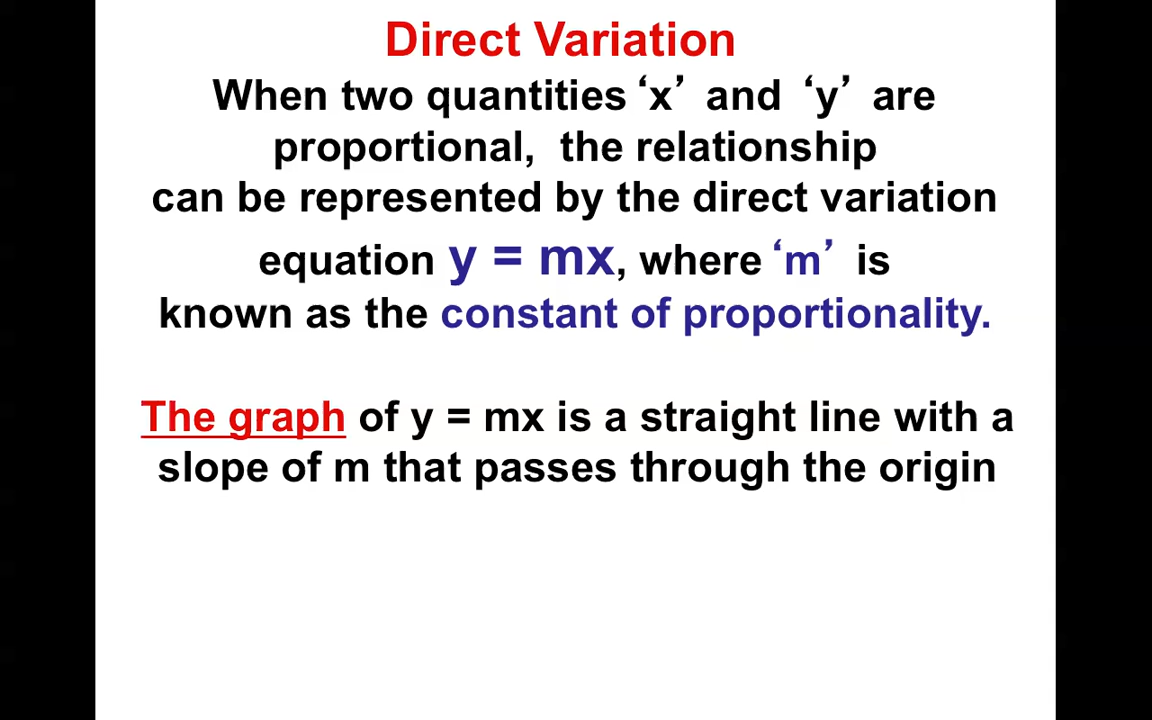 Direct Variation
When two quantities ‘x’ and ‘y’ are
proportional, the relationship
can be represented by the direct variation
equation y = mx, where ‘m’ is
known as the constant of proportionality.
The graph of y = mx is a straight line with a
slope of m that passes through the origin